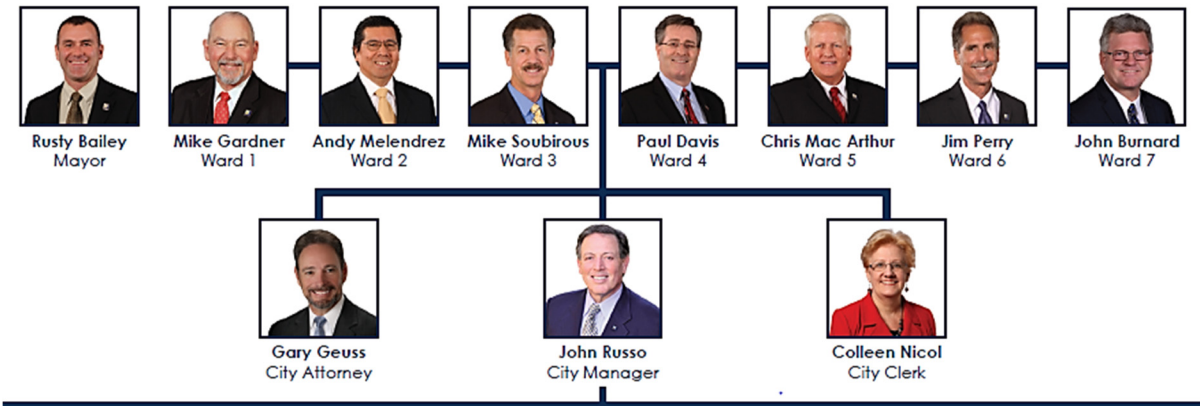 Rusty Bailey
Mayor
Mike Gardner
Ward 1
Andy Melendrez
Ward 2
Mike Soubirous
Ward 3
Paul Davis
Ward 4
Chris Mac Arthur
Ward 5
Jim Perry
Ward 6
John Burnard
Ward 7
Gary Geuss
City Attorney
John Russo
City Manager
Colleen Nicol
City Clerk